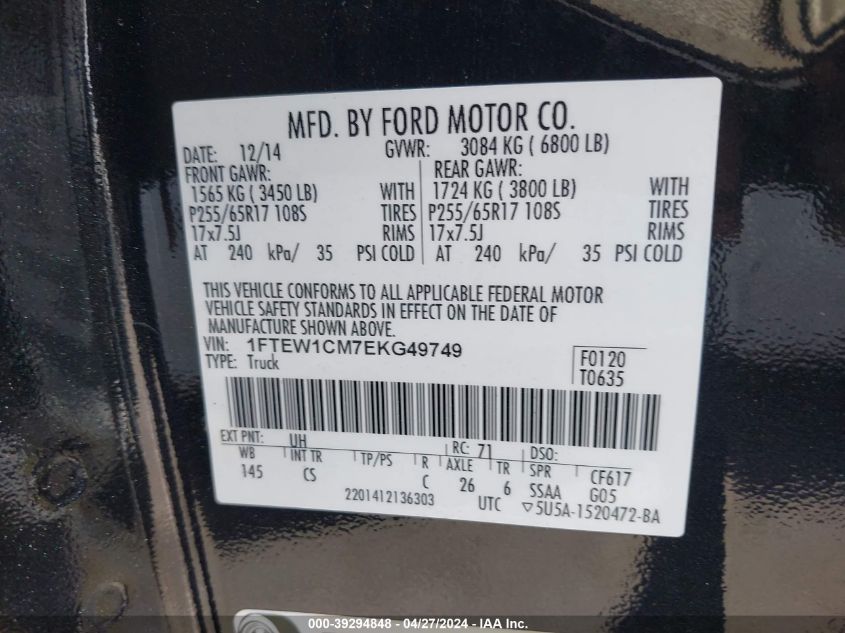 MFD. BY FORD MOTOR CO.
DATE: 12/14 GVWR: 3084 KG ( 6800 LB)
FRONT GAWR: REAR GAWR:
1565 KG ( 3450 LB) WITH 1724 KG ( 3800 LB) WITH
P255/65R17 108S TIRES P255/65R17 108S TIRES
17x7.5J RIMS 17x7.5J RIMS
AT 240 kPa/ 35 PSI COLD AT 240 kPa/ 35 PSI COLD
THIS VEHICLE CONFORMS TO ALL APPLICABLE FEDERAL MOTOR
VEHICLE SAFETY STANDARDS IN EFFECT ON THE DATE OF
MANUFACTURE SHOWN ABOVE.
VIN: 1FTEW1CM7EKG49749 F0120
TYPE: Truck T0635
EXT PNT: UH RC: 71 DSO:
WB INT TR TP/PS R AXLE TR SPR CF617
145 CS C 26 6 SSAA G05
2201412136303 UTC ▽5U5A-1520472-BA
000-39294848 - 04/27/2024 - IAA Inc.